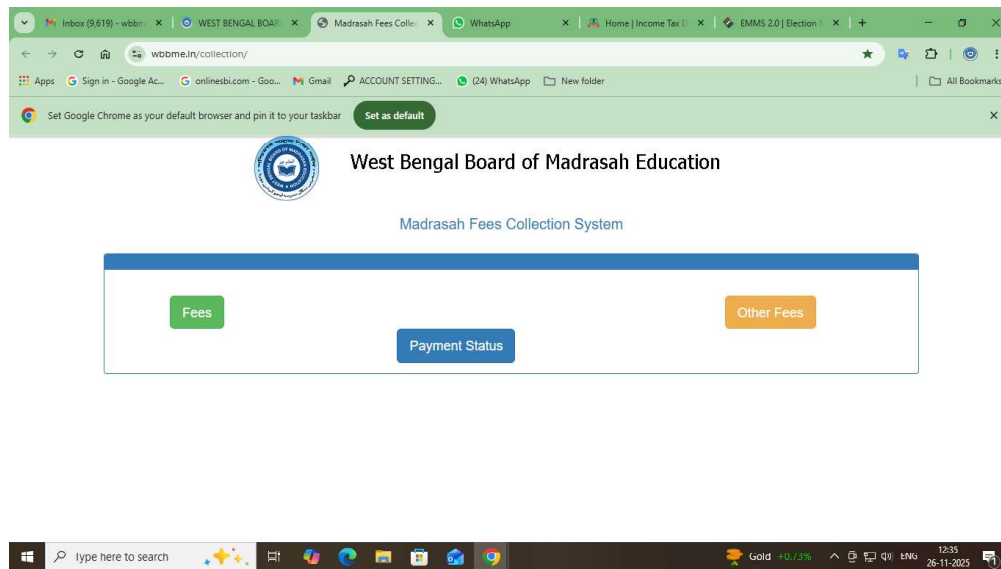 Inbox (9,619) - wbbm
WEST BENGAL BOAR
Madrasah Fees Collec
WhatsApp
Home | Income Tax D
EMMS 2.0 | Election
wbbme.in/collection/
Apps
Sign in - Google Ac...
onlinesbi.com - Goo...
Gmail
ACCOUNT SETTING...
(24) WhatsApp
New folder
All Bookmarks
Set Google Chrome as your default browser and pin it to your taskbar
Set as default
West Bengal Board of Madrasah Education
Madrasah Fees Collection System
Fees
Other Fees
Payment Status
Type here to search
Gold +0.73%
ENG
12:35
26-11-2025